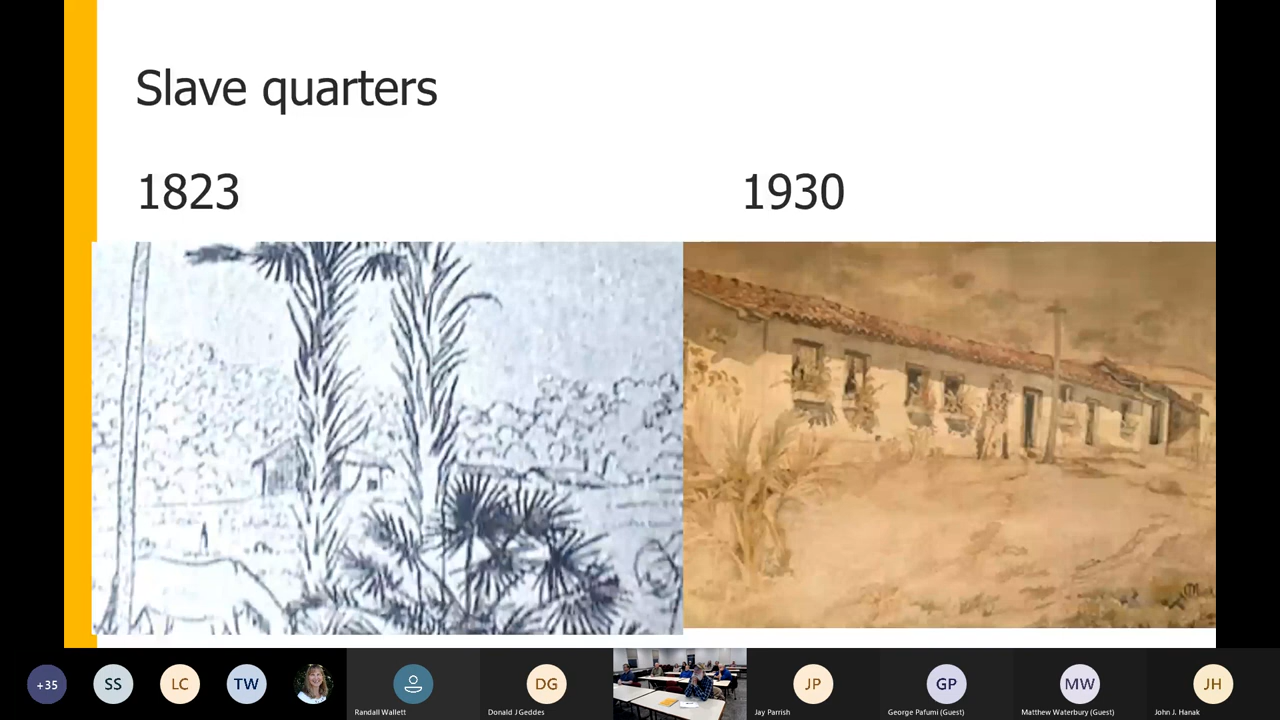 Slave quarters
1823
1930
+35
SS
LC
TW
DG
JP
GP
MW
JH
Randall Wallett
Donald J Geddes
Jay Parrish
George Pafumi (Guest)
Matthew Waterbury (Guest)
John J. Hanak